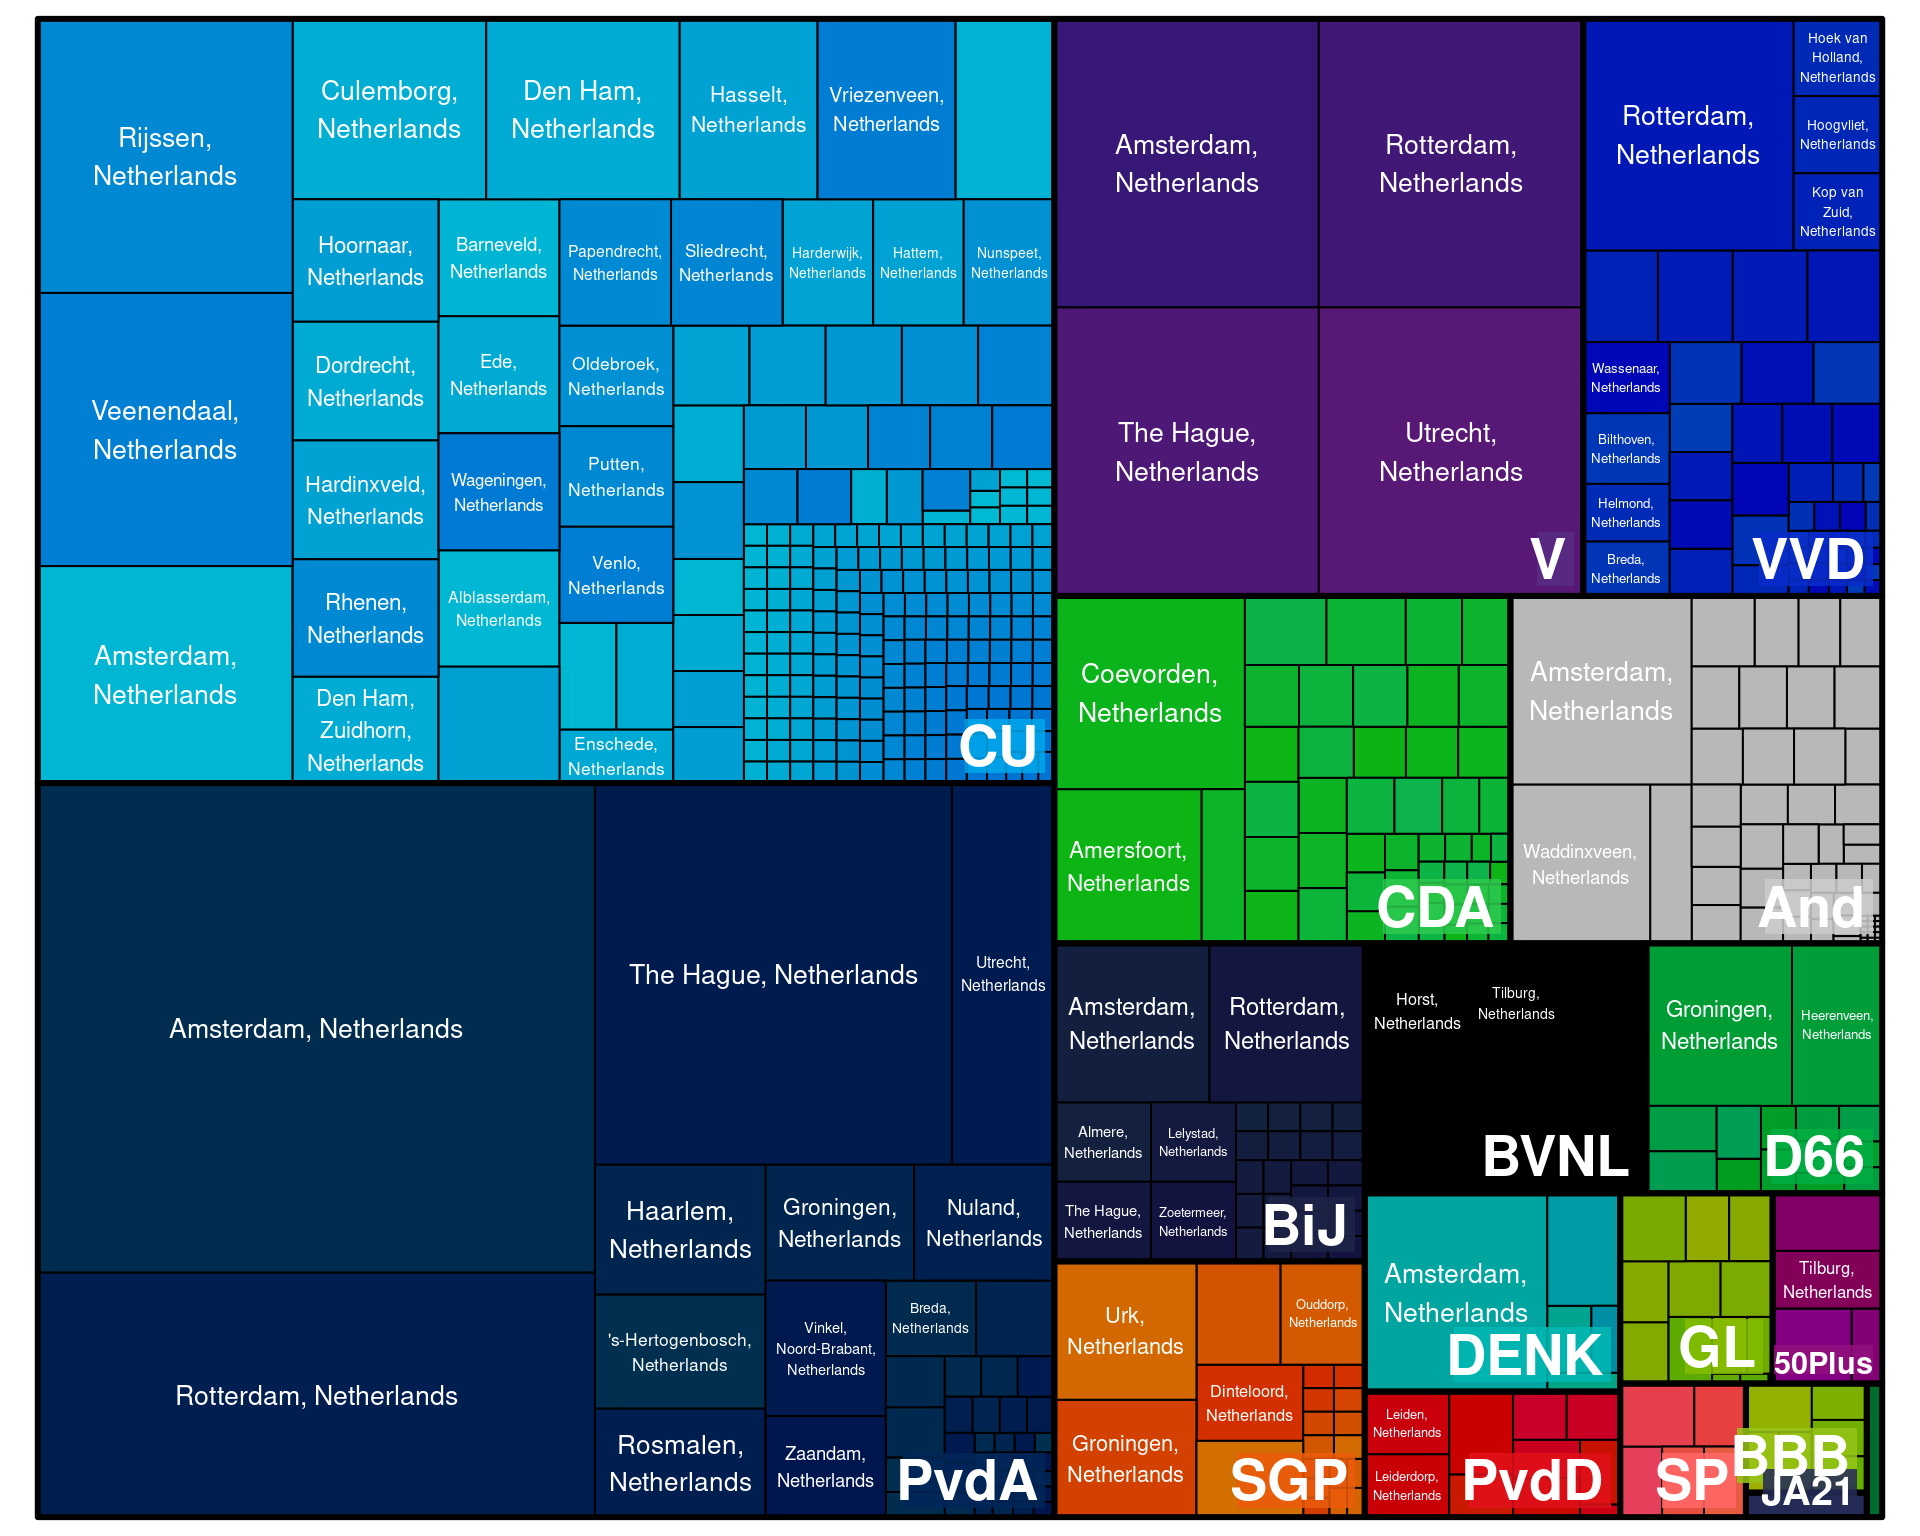 Rijssen,
Netherlands
Veenendaal,
Netherlands
Amsterdam,
Netherlands
Culemborg,
Netherlands
Den Ham,
Netherlands
Hasselt,
Netherlands
Vriezenveen,
Netherlands
Hoornaar,
Netherlands
Dordrecht,
Netherlands
Hardinxveld,
Netherlands
Rhenen,
Netherlands
Den Ham,
Zuidhorn,
Netherlands
Barneveld,
Netherlands
Ede,
Netherlands
Wageningen,
Netherlands
Alblasserdam,
Netherlands
Papendrecht,
Netherlands
Sliedrecht,
Netherlands
Harderwijk,
Netherlands
Hattem,
Netherlands
Nunspeet,
Netherlands
Oldebroek,
Netherlands
Putten,
Netherlands
Venlo,
Netherlands
Enschede,
Netherlands
CU
Amsterdam, Netherlands
Rotterdam, Netherlands
The Hague, Netherlands
Utrecht,
Netherlands
Haarlem,
Netherlands
's-Hertogenbosch,
Netherlands
Rosmalen,
Netherlands
Groningen,
Netherlands
Nuland,
Netherlands
Vinkel,
Noord-Brabant,
Netherlands
Zaandam,
Netherlands
Breda,
Netherlands
PvdA
Amsterdam,
Netherlands
Rotterdam,
Netherlands
The Hague,
Netherlands
Utrecht,
Netherlands
V
Rotterdam,
Netherlands
Hoek van
Holland,
Netherlands
Hoogvliet,
Netherlands
Kop van
Zuid,
Netherlands
Wassenaar,
Netherlands
Bilthoven,
Netherlands
Helmond,
Netherlands
Breda,
Netherlands
VVD
Coevorden,
Netherlands
Amersfoort,
Netherlands
CDA
Amsterdam,
Netherlands
Waddinxveen,
Netherlands
And
Amsterdam,
Netherlands
Rotterdam,
Netherlands
Almere,
Netherlands
Lelystad,
Netherlands
The Hague,
Netherlands
Zoetermeer,
Netherlands
BiJ
Horst,
Netherlands
Tilburg,
Netherlands
BVNL
Groningen,
Netherlands
Heerenveen,
Netherlands
D66
Urk,
Netherlands
Groningen,
Netherlands
Ouddorp,
Netherlands
Dinteloord,
Netherlands
SGP
Amsterdam,
Netherlands
DENK
GL
Tilburg,
Netherlands
50Plus
Leiden,
Netherlands
Leiderdorp,
Netherlands
PvdD
SP
BBB
JA21